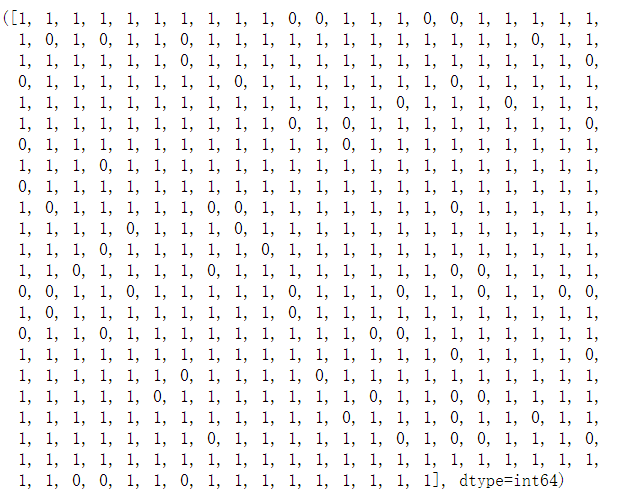 ([1, 1, 1, 1, 1, 1, 1, 1, 1, 1, 0, 0, 1, 1, 1, 0, 0, 1, 1, 1, 1, 1,
1, 0, 1, 0, 1, 1, 0, 1, 1, 1, 1, 1, 1, 1, 1, 1, 1, 1, 1, 0, 1, 1,
1, 1, 1, 1, 1, 1, 0, 1, 1, 1, 1, 1, 1, 1, 1, 1, 1, 1, 1, 1, 1, 0,
0, 1, 1, 1, 1, 1, 1, 1, 0, 1, 1, 1, 1, 1, 1, 1, 0, 1, 1, 1, 1, 1,
1, 1, 1, 1, 1, 1, 1, 1, 1, 1, 1, 1, 1, 1, 0, 1, 1, 1, 0, 1, 1, 1,
1, 1, 1, 1, 1, 1, 1, 1, 1, 1, 0, 1, 0, 1, 1, 1, 1, 1, 1, 1, 1, 0,
0, 1, 1, 1, 1, 1, 1, 1, 1, 1, 1, 1, 0, 1, 1, 1, 1, 1, 1, 1, 1, 1,
1, 1, 1, 0, 1, 1, 1, 1, 1, 1, 1, 1, 1, 1, 1, 1, 1, 1, 1, 1, 1, 1,
0, 1, 1, 1, 1, 1, 1, 1, 1, 1, 1, 1, 1, 1, 1, 1, 1, 1, 1, 1, 1, 1,
1, 0, 1, 1, 1, 1, 1, 0, 0, 1, 1, 1, 1, 1, 1, 1, 0, 1, 1, 1, 1, 1,
1, 1, 1, 1, 0, 1, 1, 1, 0, 1, 1, 1, 1, 1, 1, 1, 1, 1, 1, 1, 1, 1,
1, 1, 1, 0, 1, 1, 1, 1, 1, 0, 1, 1, 1, 1, 1, 1, 1, 1, 1, 1, 1, 1,
1, 1, 0, 1, 1, 1, 1, 0, 1, 1, 1, 1, 1, 1, 1, 1, 0, 0, 1, 1, 1, 1,
0, 0, 1, 1, 0, 1, 1, 1, 1, 1, 0, 1, 1, 1, 0, 1, 1, 0, 1, 1, 0, 0,
1, 0, 1, 1, 1, 1, 1, 1, 1, 1, 0, 1, 1, 1, 1, 1, 1, 1, 1, 1, 1, 1,
0, 1, 1, 0, 1, 1, 1, 1, 1, 1, 1, 1, 1, 0, 0, 1, 1, 1, 1, 1, 1, 1,
1, 1, 1, 1, 1, 1, 1, 1, 1, 1, 1, 1, 1, 1, 1, 1, 0, 1, 1, 1, 1, 0,
1, 1, 1, 1, 1, 1, 0, 1, 1, 1, 1, 0, 1, 1, 1, 1, 1, 1, 1, 1, 1, 1,
1, 1, 1, 1, 1, 0, 1, 1, 1, 1, 1, 1, 1, 0, 1, 1, 0, 0, 1, 1, 1, 1,
1, 1, 1, 1, 1, 1, 1, 1, 1, 1, 1, 1, 0, 1, 1, 1, 0, 1, 1, 0, 1, 1,
1, 1, 1, 1, 1, 1, 1, 0, 1, 1, 1, 1, 1, 1, 0, 1, 0, 0, 1, 1, 1, 0,
1, 1, 1, 1, 1, 1, 1, 1, 1, 1, 1, 1, 1, 1, 1, 1, 1, 1, 1, 1, 1, 1,
1, 1, 0, 0, 1, 1, 0, 1, 1, 1, 1, 1, 1, 1, 1, 1], dtype=int64)